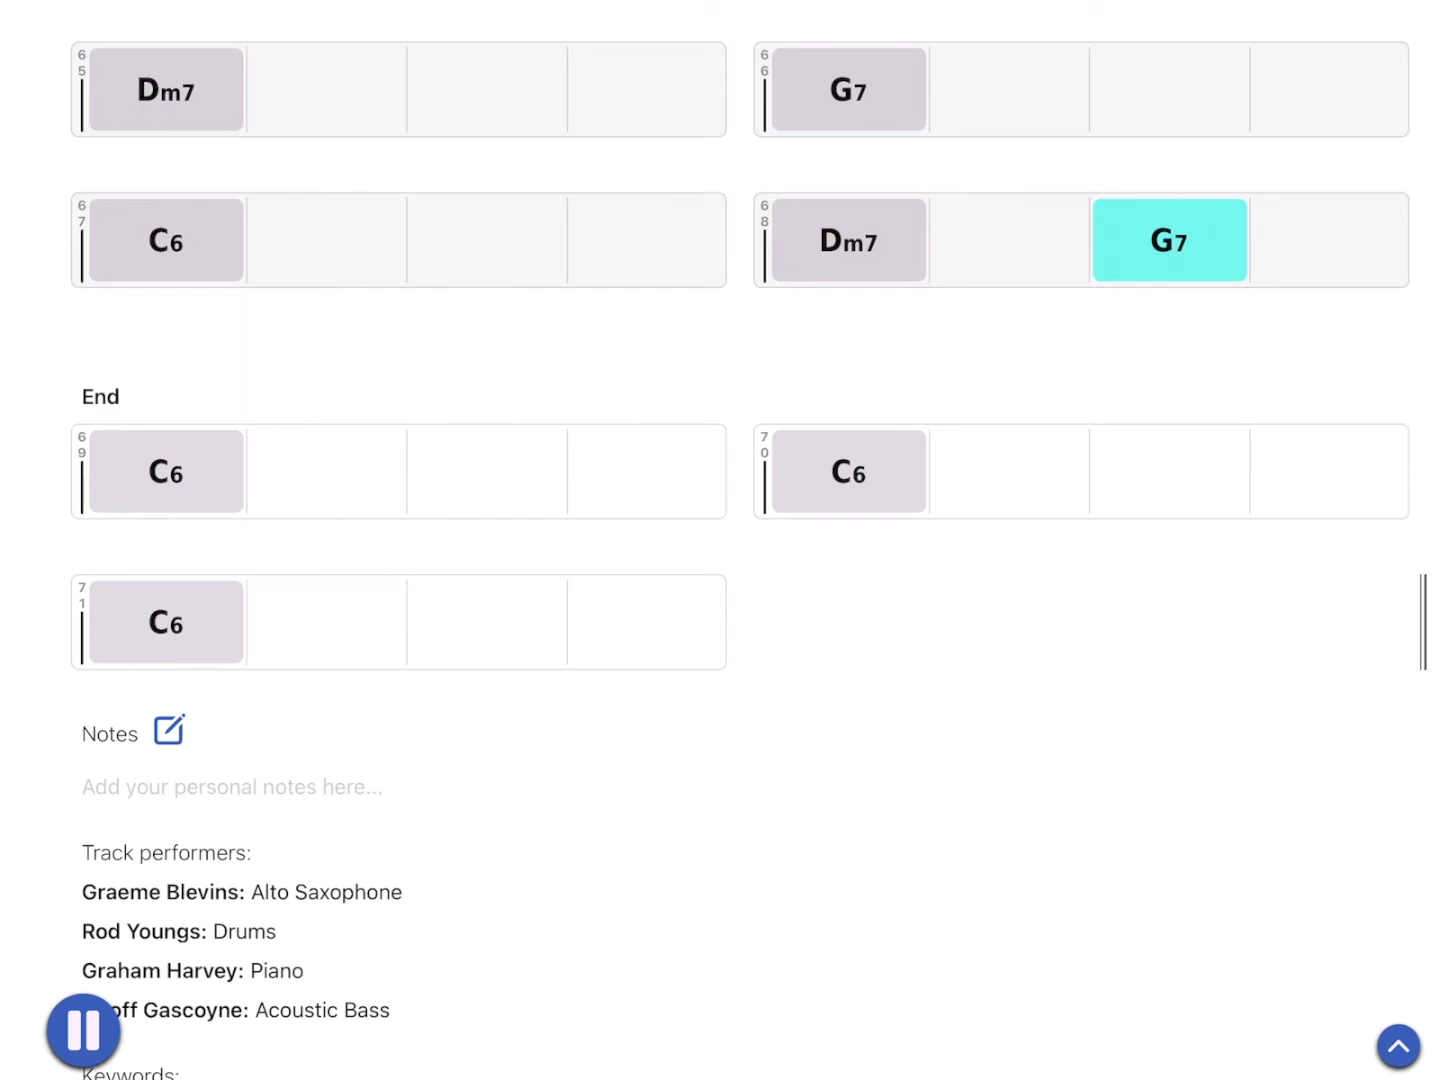 65 Dm7 66 G7
67 C6 68 Dm7 G7
End
69 C6 70 C6
71 C6
Notes
Add your personal notes here...
Track performers:
Graeme Blevins: Alto Saxophone
Rod Youngs: Drums
Graham Harvey: Piano
off Gascoyne: Acoustic Bass
Keywords: